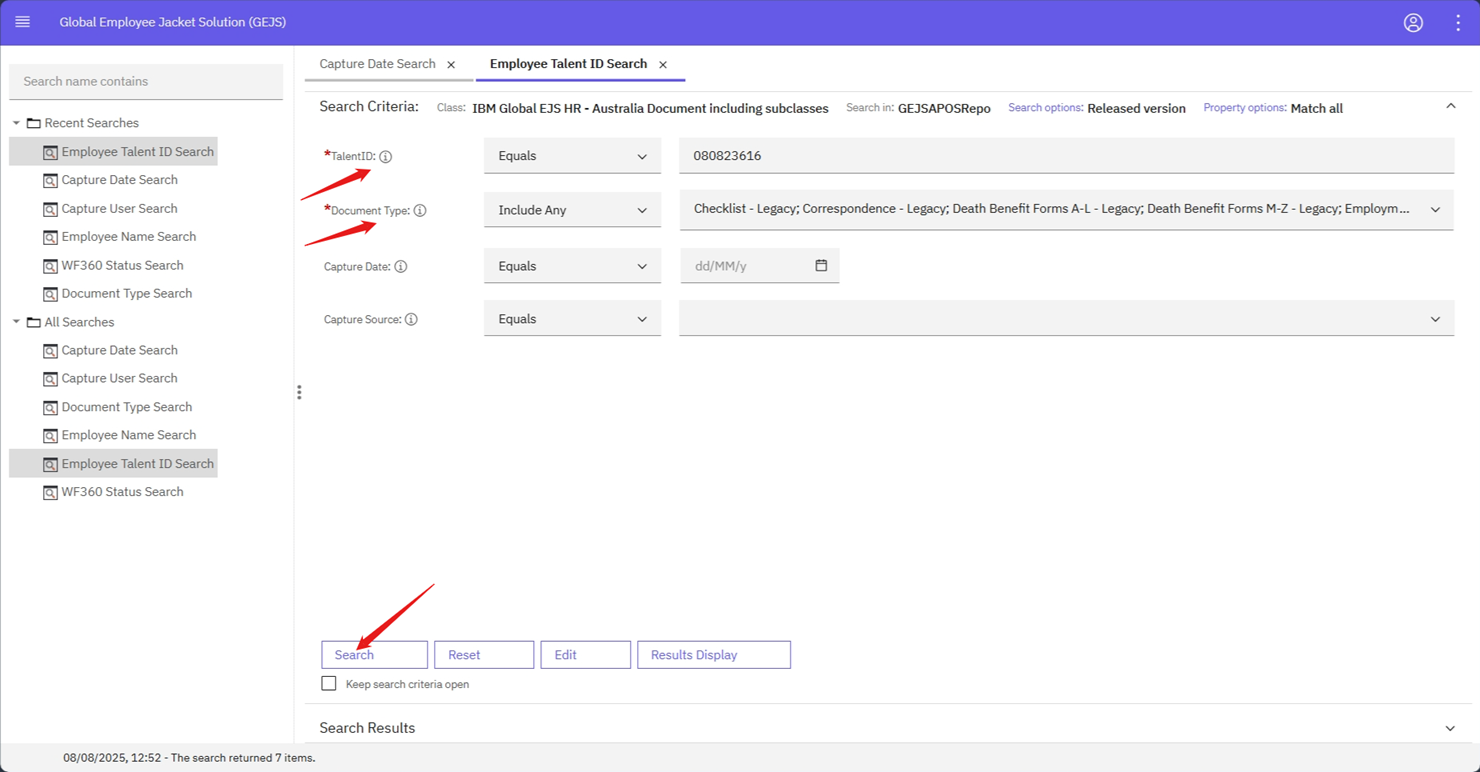 Global Employee Jacket Solution (GEJS)
Search name contains
Recent Searches
Employee Talent ID Search
Capture Date Search
Capture User Search
Employee Name Search
WF360 Status Search
Document Type Search
All Searches
Capture Date Search
Capture User Search
Document Type Search
Employee Name Search
Employee Talent ID Search
WF360 Status Search
Capture Date Search
Employee Talent ID Search
Search Criteria: Class: IBM Global EJS HR - Australia Document including subclasses Search in: GEJSAPOSRepo Search options: Released version Property options: Match all
*TalentID: Equals 080823616
*Document Type: Include Any Checklist - Legacy; Correspondence - Legacy; Death Benefit Forms A-L - Legacy; Death Benefit Forms M-Z - Legacy; Employm...
Capture Date: Equals dd/MM/y
Capture Source: Equals
Search Reset Edit Results Display
Keep search criteria open
Search Results
08/08/2025, 12:52 - The search returned 7 items.